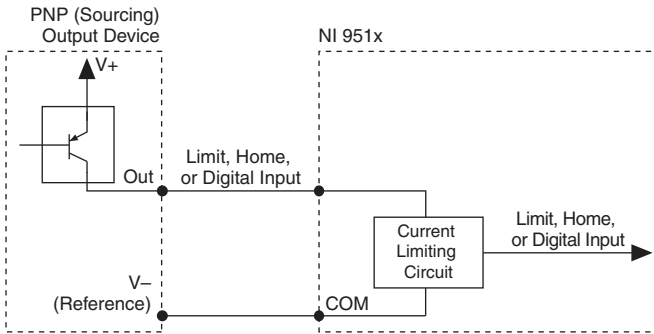 PNP (Sourcing)
Output Device
NI 951x
V+
Out
Limit, Home,
or Digital Input
Current
Limiting
Circuit
Limit, Home,
or Digital Input
V–
(Reference)
COM